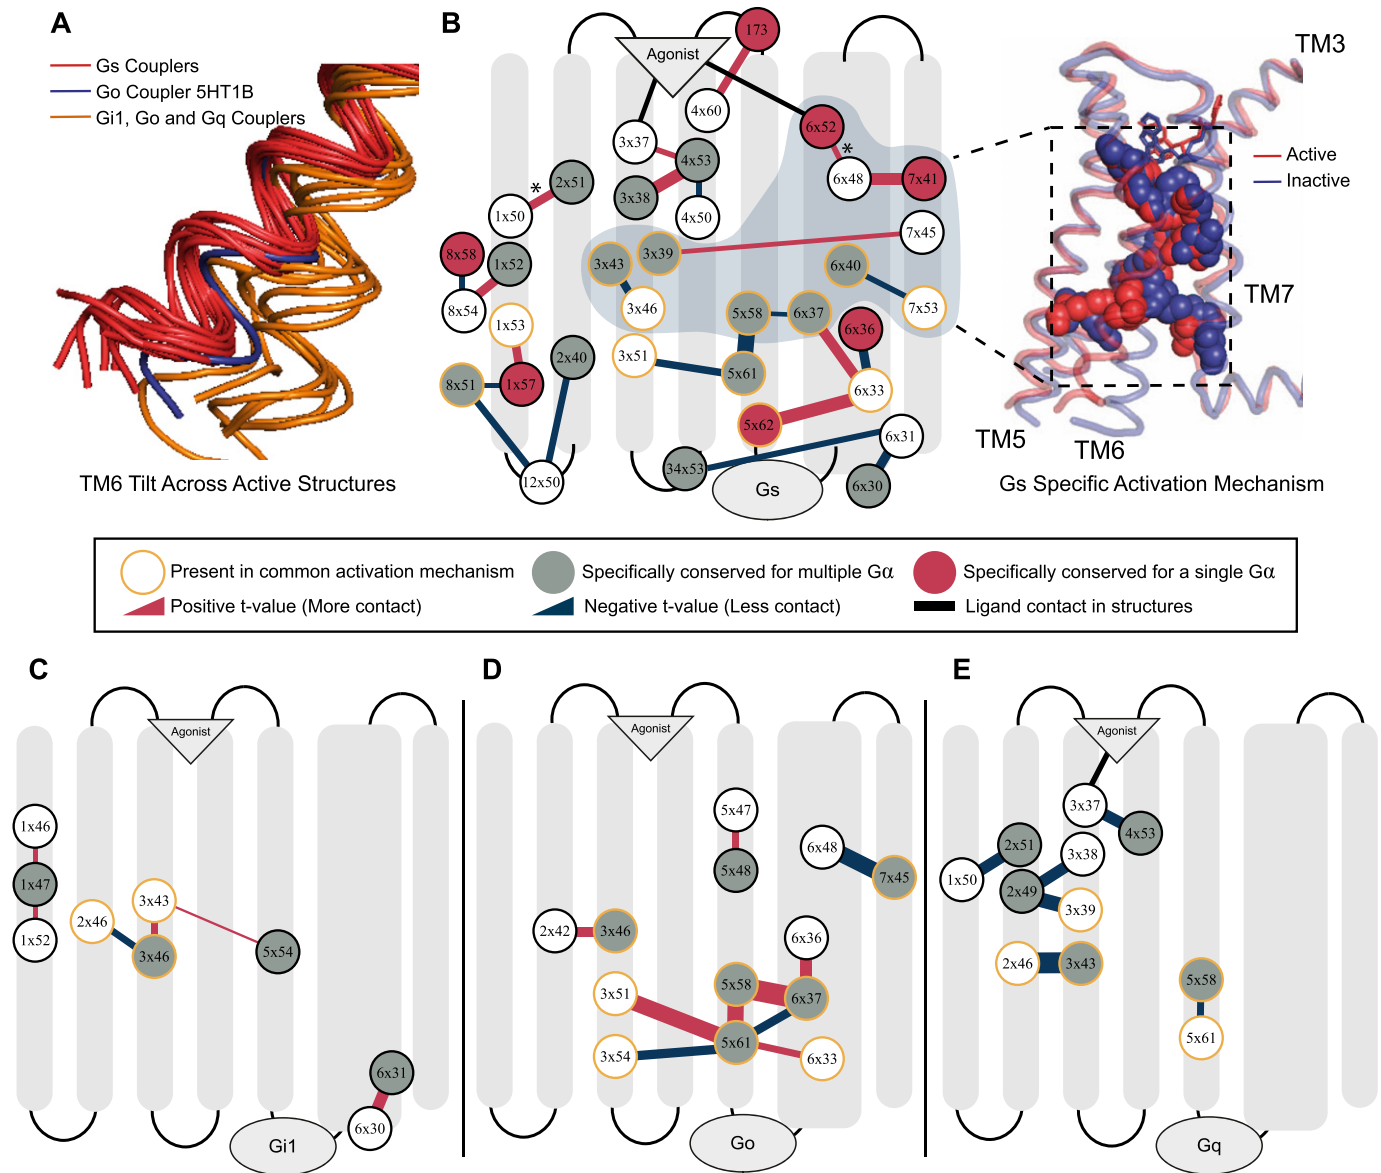 A
Gs Couplers
Go Coupler 5HT1B
Gi1, Go and Gq Couplers
TM6 Tilt Across Active Structures
B
Agonist
173
4x60
6x52
*
3x37
4x53
6x48
7x41
2x51
*
3x38
1x50
4x50
7x45
3x39
8x58
1x52
3x43
6x40
8x54
3x46
7x53
1x53
5x58
6x37
6x36
3x51
2x40
8x51
1x57
5x61
6x33
5x62
6x31
34x53
12x50
6x30
Gs
TM3
Active
Inactive
TM7
TM5
TM6
Gs Specific Activation Mechanism
Present in common activation mechanism
Specifically conserved for multiple Gα
Specifically conserved for a single Gα
Positive t-value (More contact)
Negative t-value (Less contact)
Ligand contact in structures
C
Agonist
1x46
1x47
1x52
2x46
3x43
3x46
5x54
6x31
6x30
Gi1
D
Agonist
5x47
5x48
6x48
7x45
2x42
3x46
6x36
3x51
5x58
6x37
3x54
5x61
6x33
Go
E
Agonist
3x37
4x53
2x51
3x38
1x50
2x49
3x39
2x46
3x43
5x58
5x61
Gq